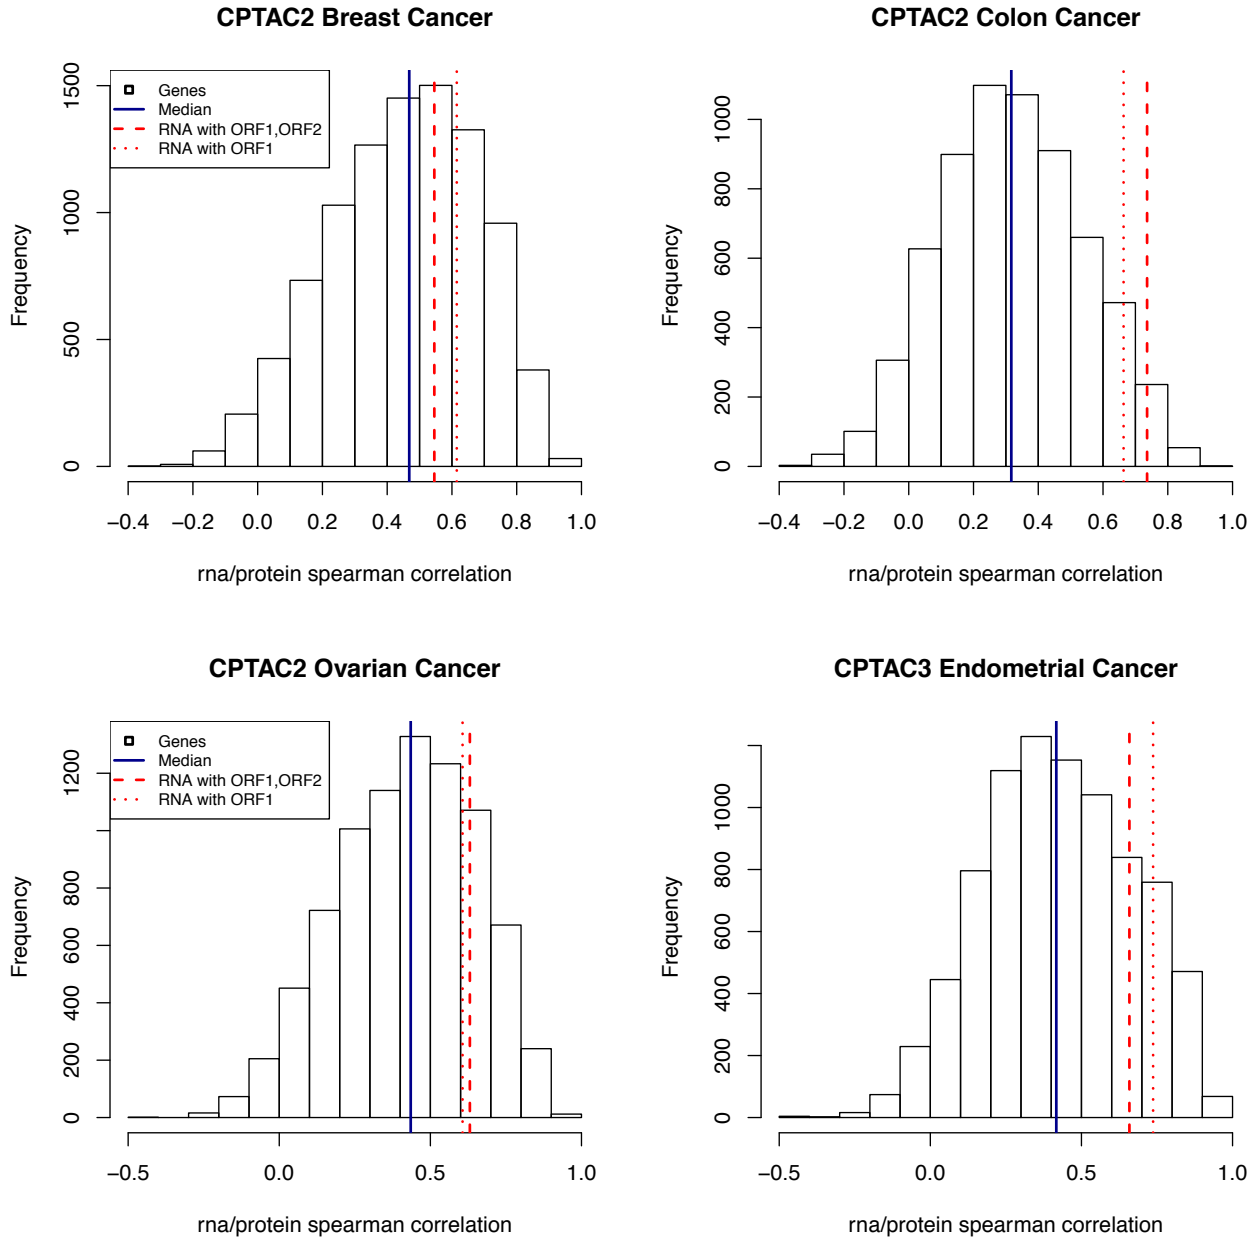 CPTAC2 Breast Cancer
Genes
Median
RNA with ORF1,ORF2
RNA with ORF1
Frequency
0
500
1000
1500
−0.4 −0.2 0.0 0.2 0.4 0.6 0.8 1.0
rna/protein spearman correlation
CPTAC2 Colon Cancer
Frequency
0
200
400
600
800
1000
−0.4 −0.2 0.0 0.2 0.4 0.6 0.8 1.0
rna/protein spearman correlation
CPTAC2 Ovarian Cancer
Genes
Median
RNA with ORF1,ORF2
RNA with ORF1
Frequency
0
200
400
600
800
1200
−0.5 0.0 0.5 1.0
rna/protein spearman correlation
CPTAC3 Endometrial Cancer
Frequency
0
200
400
600
800
1000
−0.5 0.0 0.5 1.0
rna/protein spearman correlation